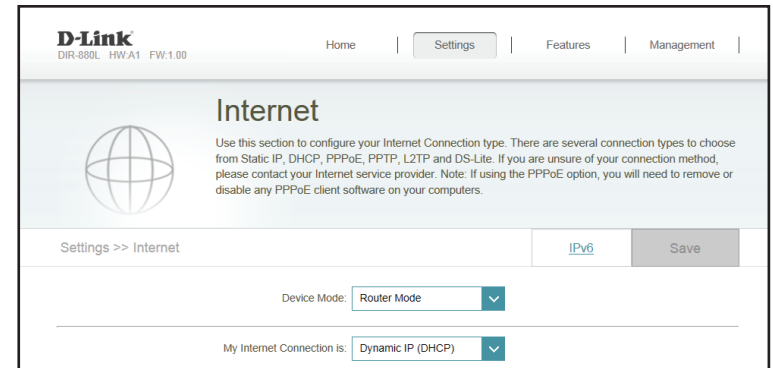 D-Link
DIR-880L HW:A1 FW:1.00
Home
Settings
Features
Management
Internet
Use this section to configure your Internet Connection type. There are several connection types to choose
from Static IP, DHCP, PPPoE, PPTP, L2TP and DS-Lite. If you are unsure of your connection method,
please contact your Internet service provider. Note: If using the PPPoE option, you will need to remove or
disable any PPPoE client software on your computers.
Settings >> Internet
IPv6
Save
Device Mode: Router Mode
My Internet Connection is: Dynamic IP (DHCP)